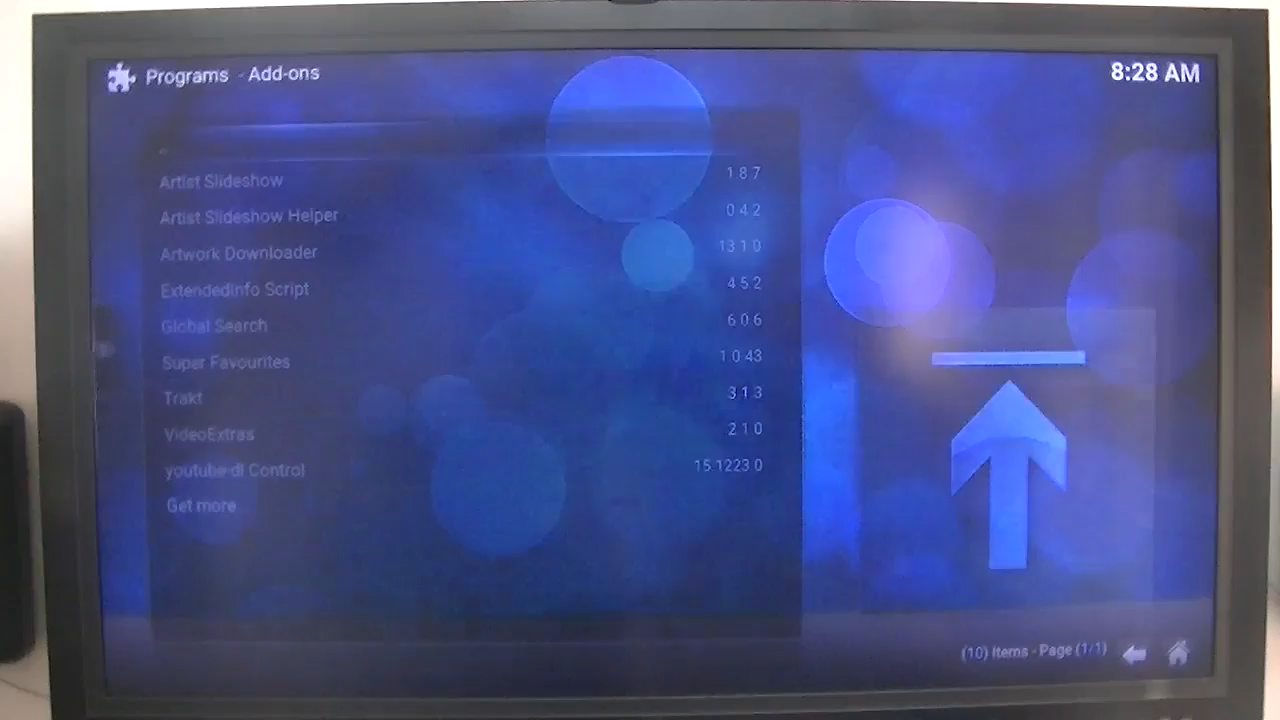 Programs - Add-ons
8:28 AM
Artist Slideshow 1 8 7
Artist Slideshow Helper 0 4 2
Artwork Downloader 13 1 0
ExtendedInfo Script 4 5 2
Global Search 6 0 6
Super Favourites 1 0 43
Trakt 3 1 3
VideoExtras 2 1 0
youtube-dl Control 15 1223 0
Get more
(10) Items - Page (1/1)